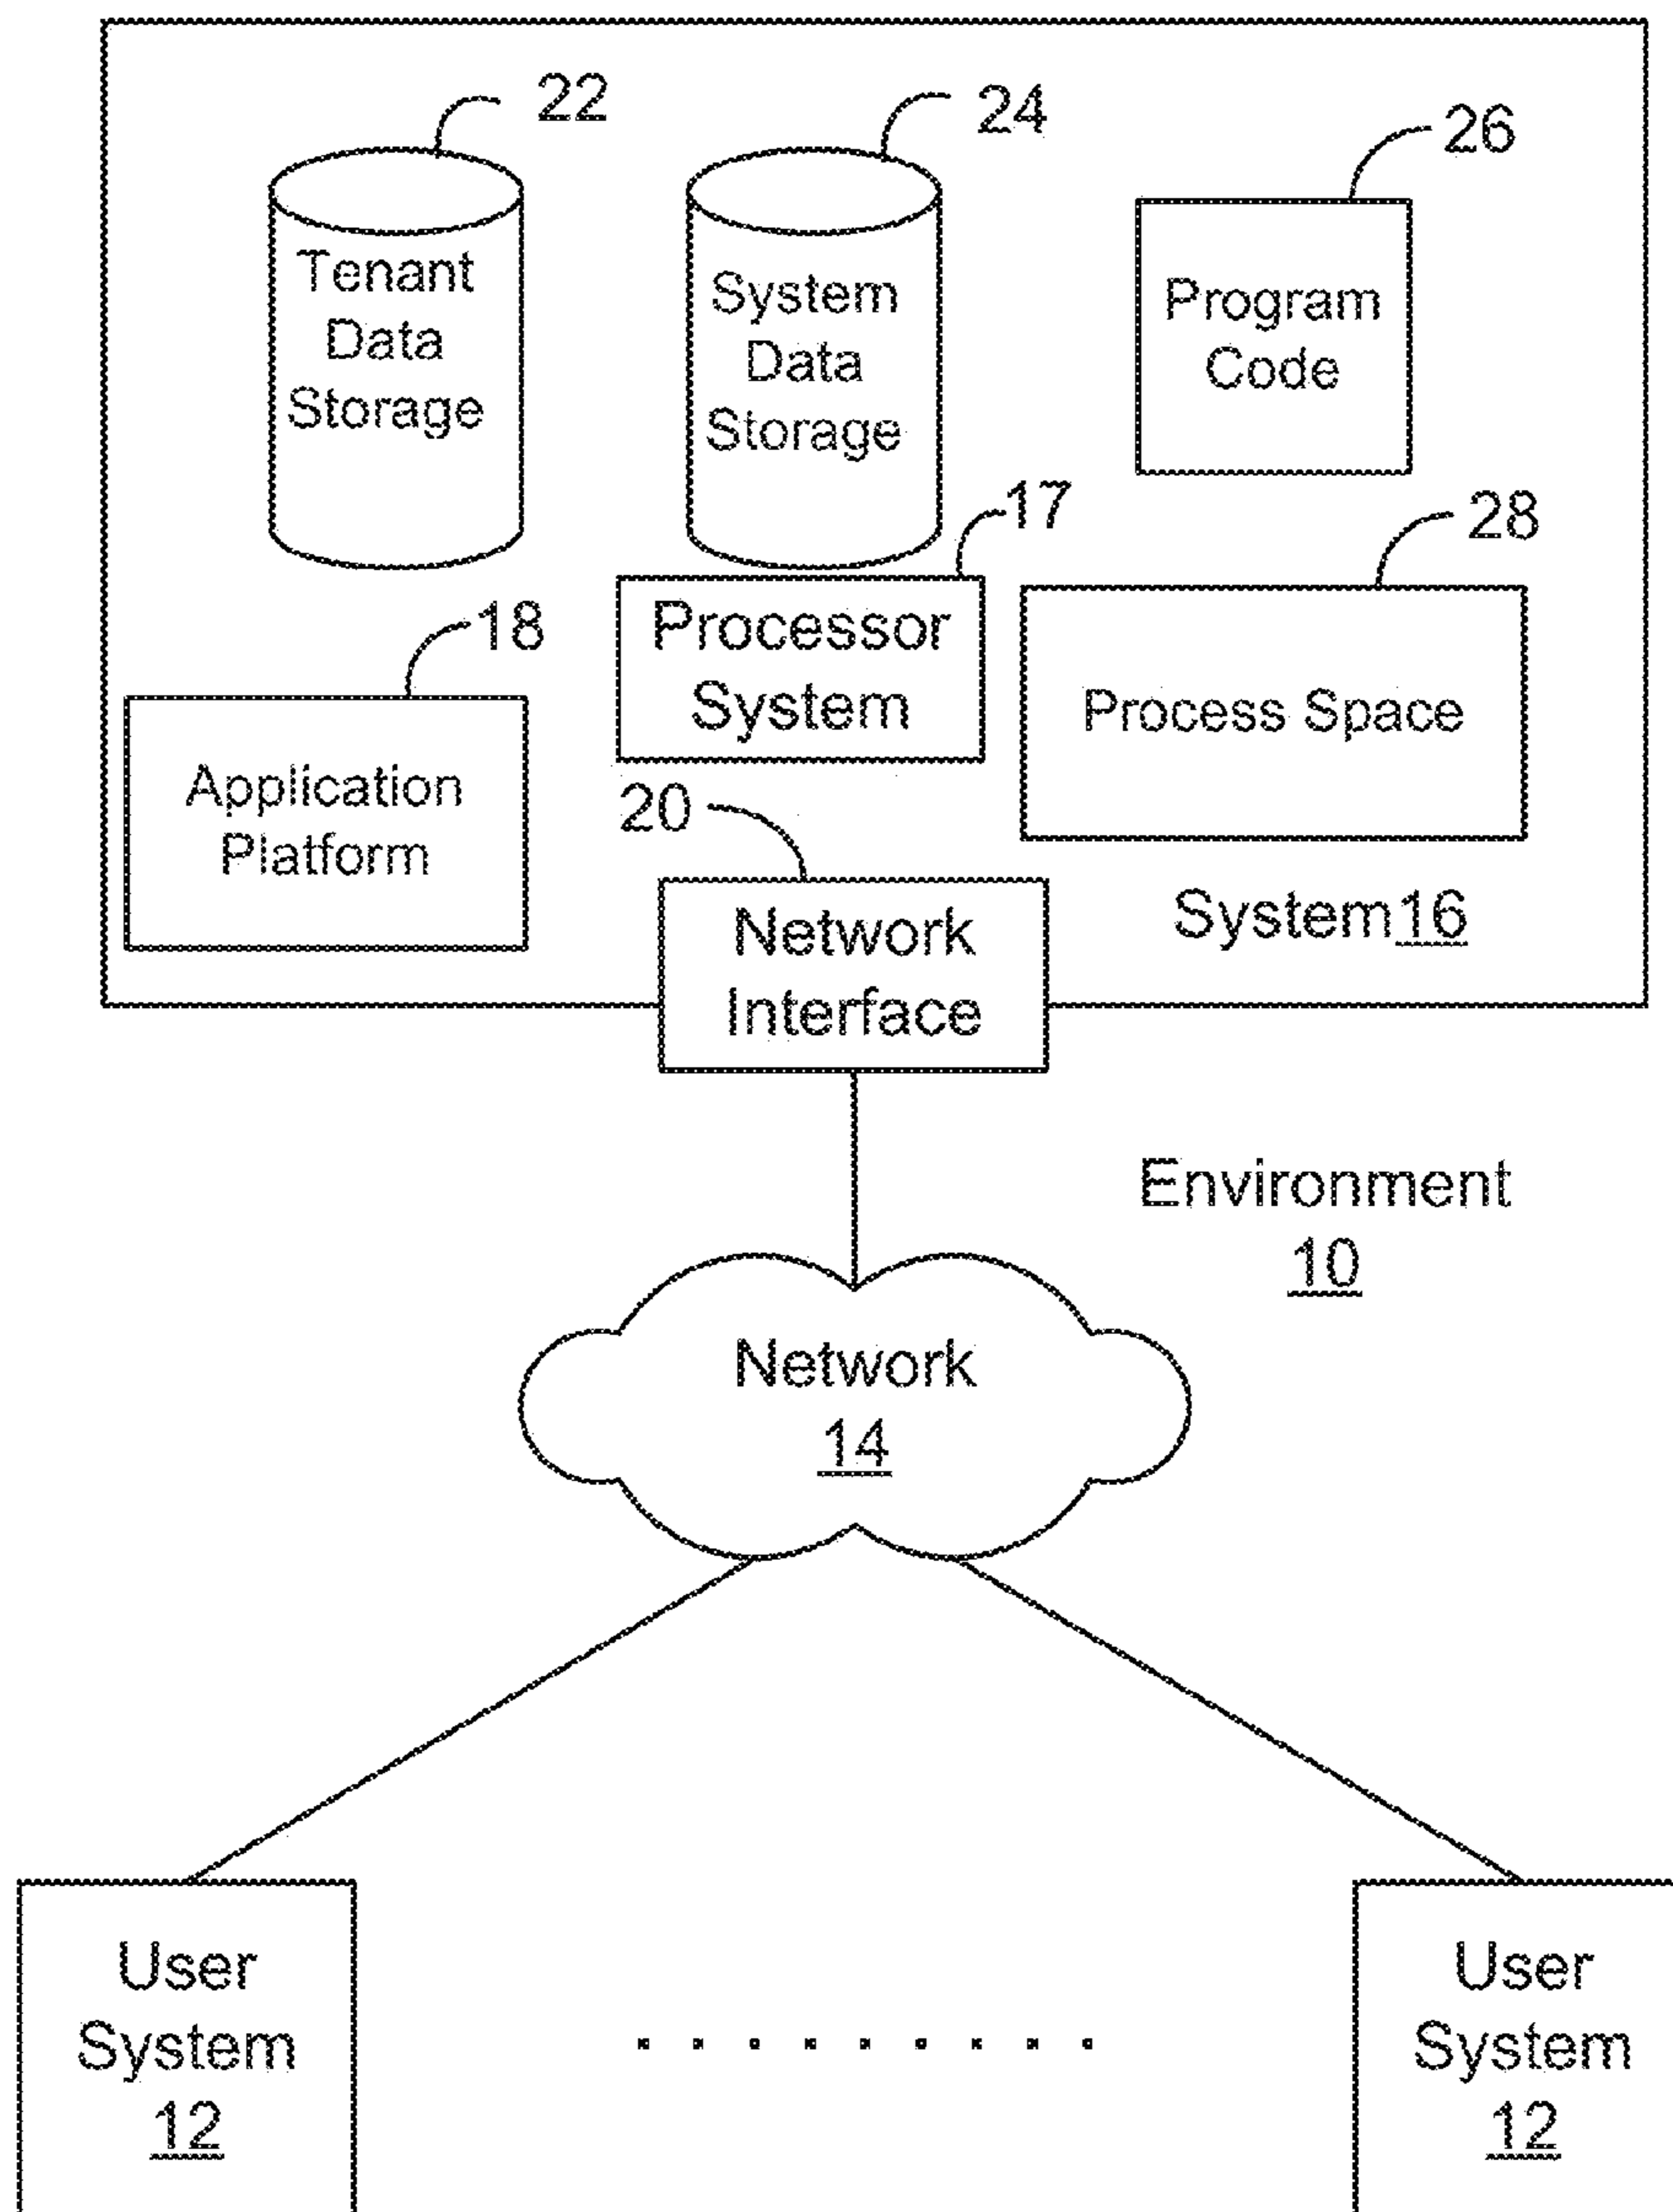 22
24
26
Tenant
Data
Storage
System
Data
Storage
Program
Code
17
28
18
Processor
System
Process Space
Application
Platform
20
Network
Interface
System16
Environment
10
Network
14
User
System
12
User
System
12